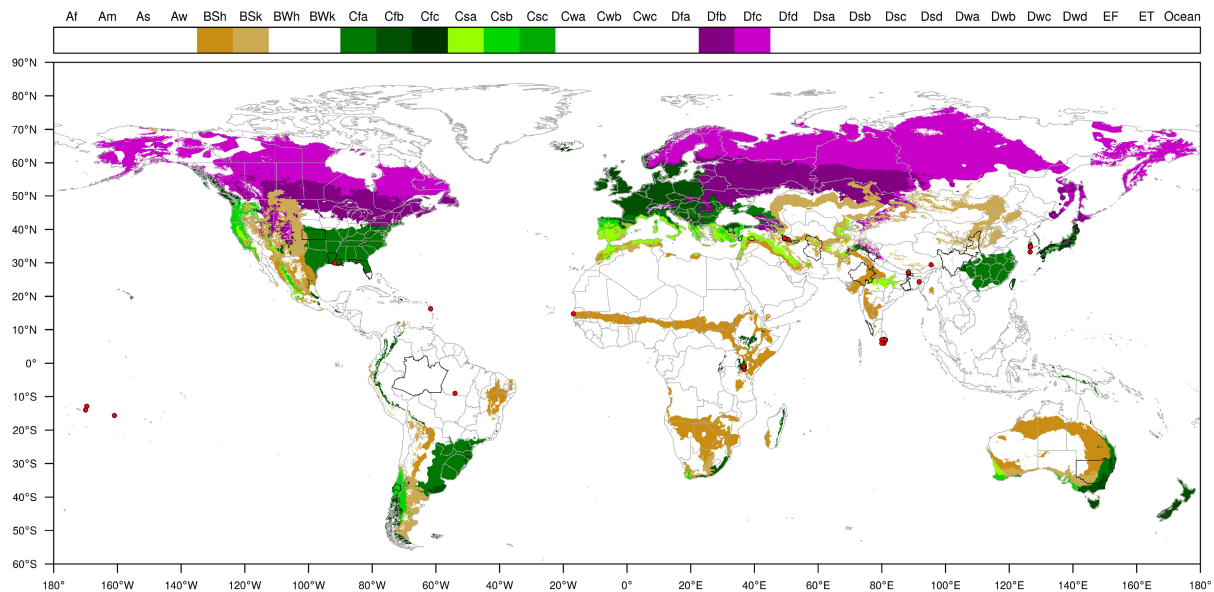 Af Am As Aw BSh BSk BWh BWk Cfa Cfb Cfc Csa Csb Csc Cwa Cwb Cwc Dfa Dfb Dfc Dfd Dsa Dsb Dsc Dsd Dwa Dwb Dwc Dwd EF ET Ocean
90°N
80°N
70°N
60°N
50°N
40°N
30°N
20°N
10°N
0°
10°S
20°S
30°S
40°S
50°S
60°S
180° 160°W 140°W 120°W 100°W 80°W 60°W 40°W 20°W 0° 20°E 40°E 60°E 80°E 100°E 120°E 140°E 160°E 180°